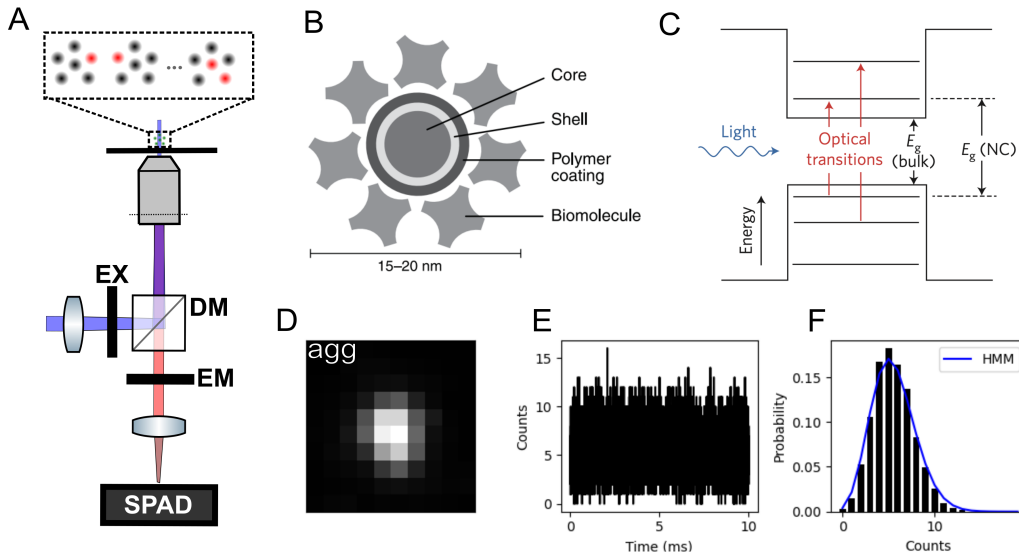 A
EX
DM
EM
SPAD
B
Core
Shell
Polymer
coating
Biomolecule
15–20 nm
C
Light
Optical
transitions
Eg
(bulk)
Eg (NC)
Energy
D
agg
E
Counts
15
10
5
0
0
5
10
Time (ms)
F
HMM
Probability
0.15
0.10
0.05
0.00
0
10
Counts